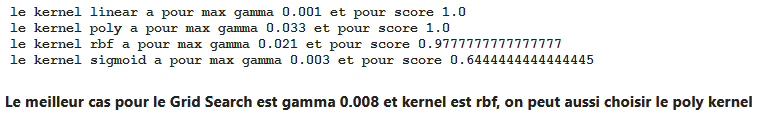 le kernel linear a pour max gamma 0.001 et pour score 1.0
le kernel poly a pour max gamma 0.033 et pour score 1.0
le kernel rbf a pour max gamma 0.021 et pour score 0.9777777777777777
le kernel sigmoid a pour max gamma 0.003 et pour score 0.6444444444444445
Le meilleur cas pour le Grid Search est gamma 0.008 et kernel est rbf, on peut aussi choisir le poly kernel